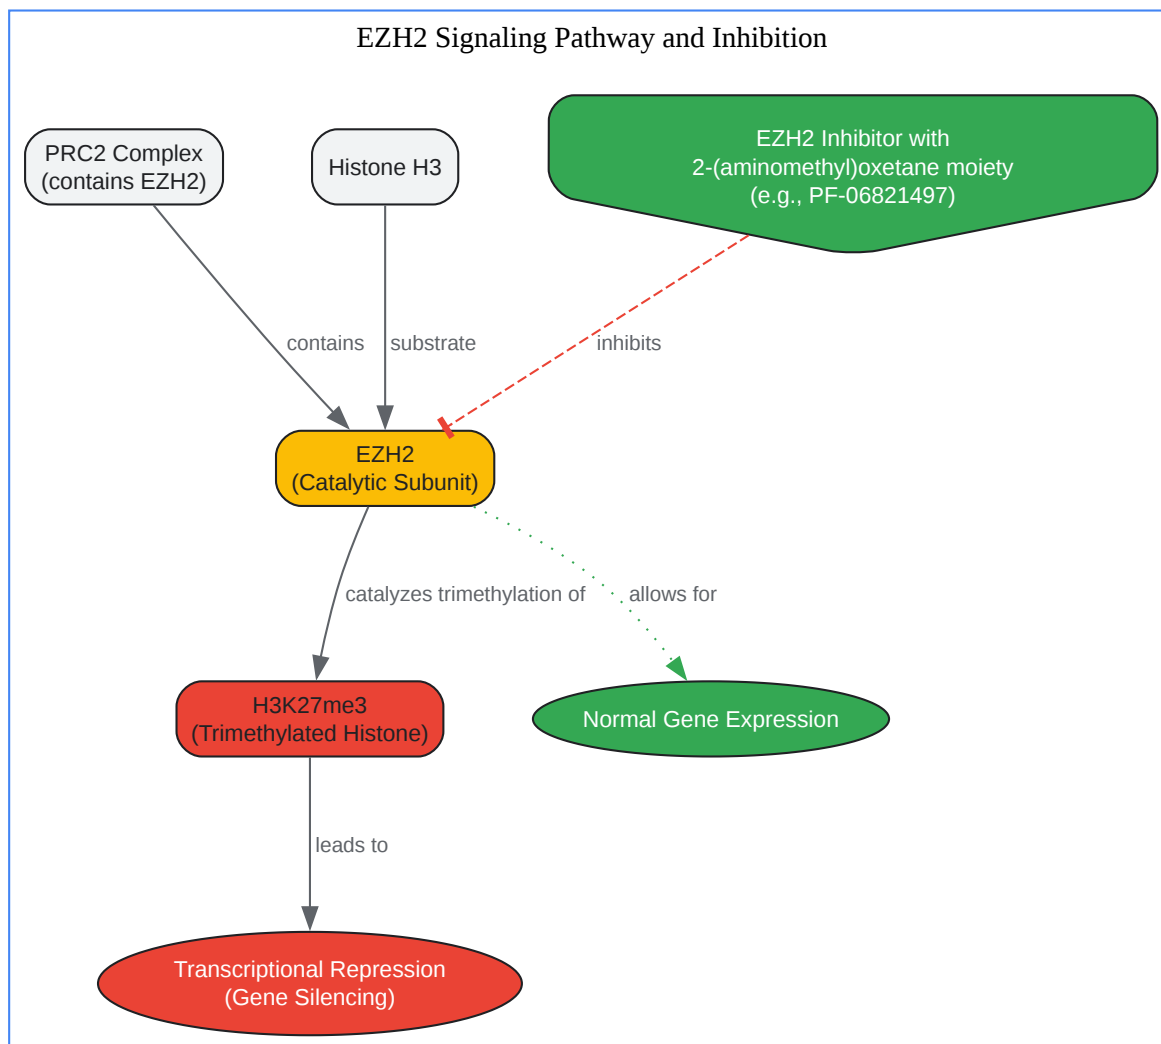 EZH2 Signaling Pathway and Inhibition
PRC2 Complex
(contains EZH2)
Histone H3
EZH2 Inhibitor with
2-(aminomethyl)oxetane moiety
(e.g., PF-06821497)
contains
substrate
inhibits
EZH2
(Catalytic Subunit)
catalyzes trimethylation of
allows for
H3K27me3
(Trimethylated Histone)
Normal Gene Expression
leads to
Transcriptional Repression
(Gene Silencing)